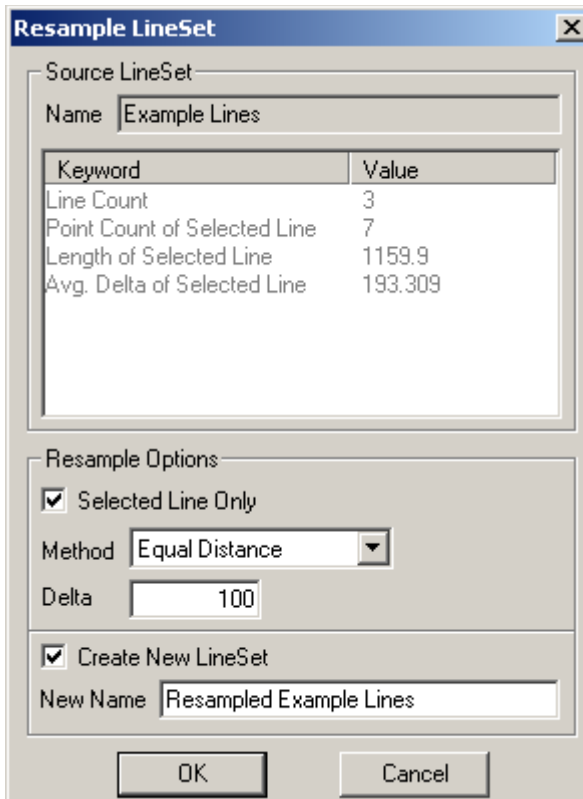 Resample LineSet
Source LineSet
Name Example Lines
Keyword Value
Line Count 3
Point Count of Selected Line 7
Length of Selected Line 1159.9
Avg. Delta of Selected Line 193.309
Resample Options
Selected Line Only
Method Equal Distance
Delta 100
Create New LineSet
New Name Resampled Example Lines
OK Cancel